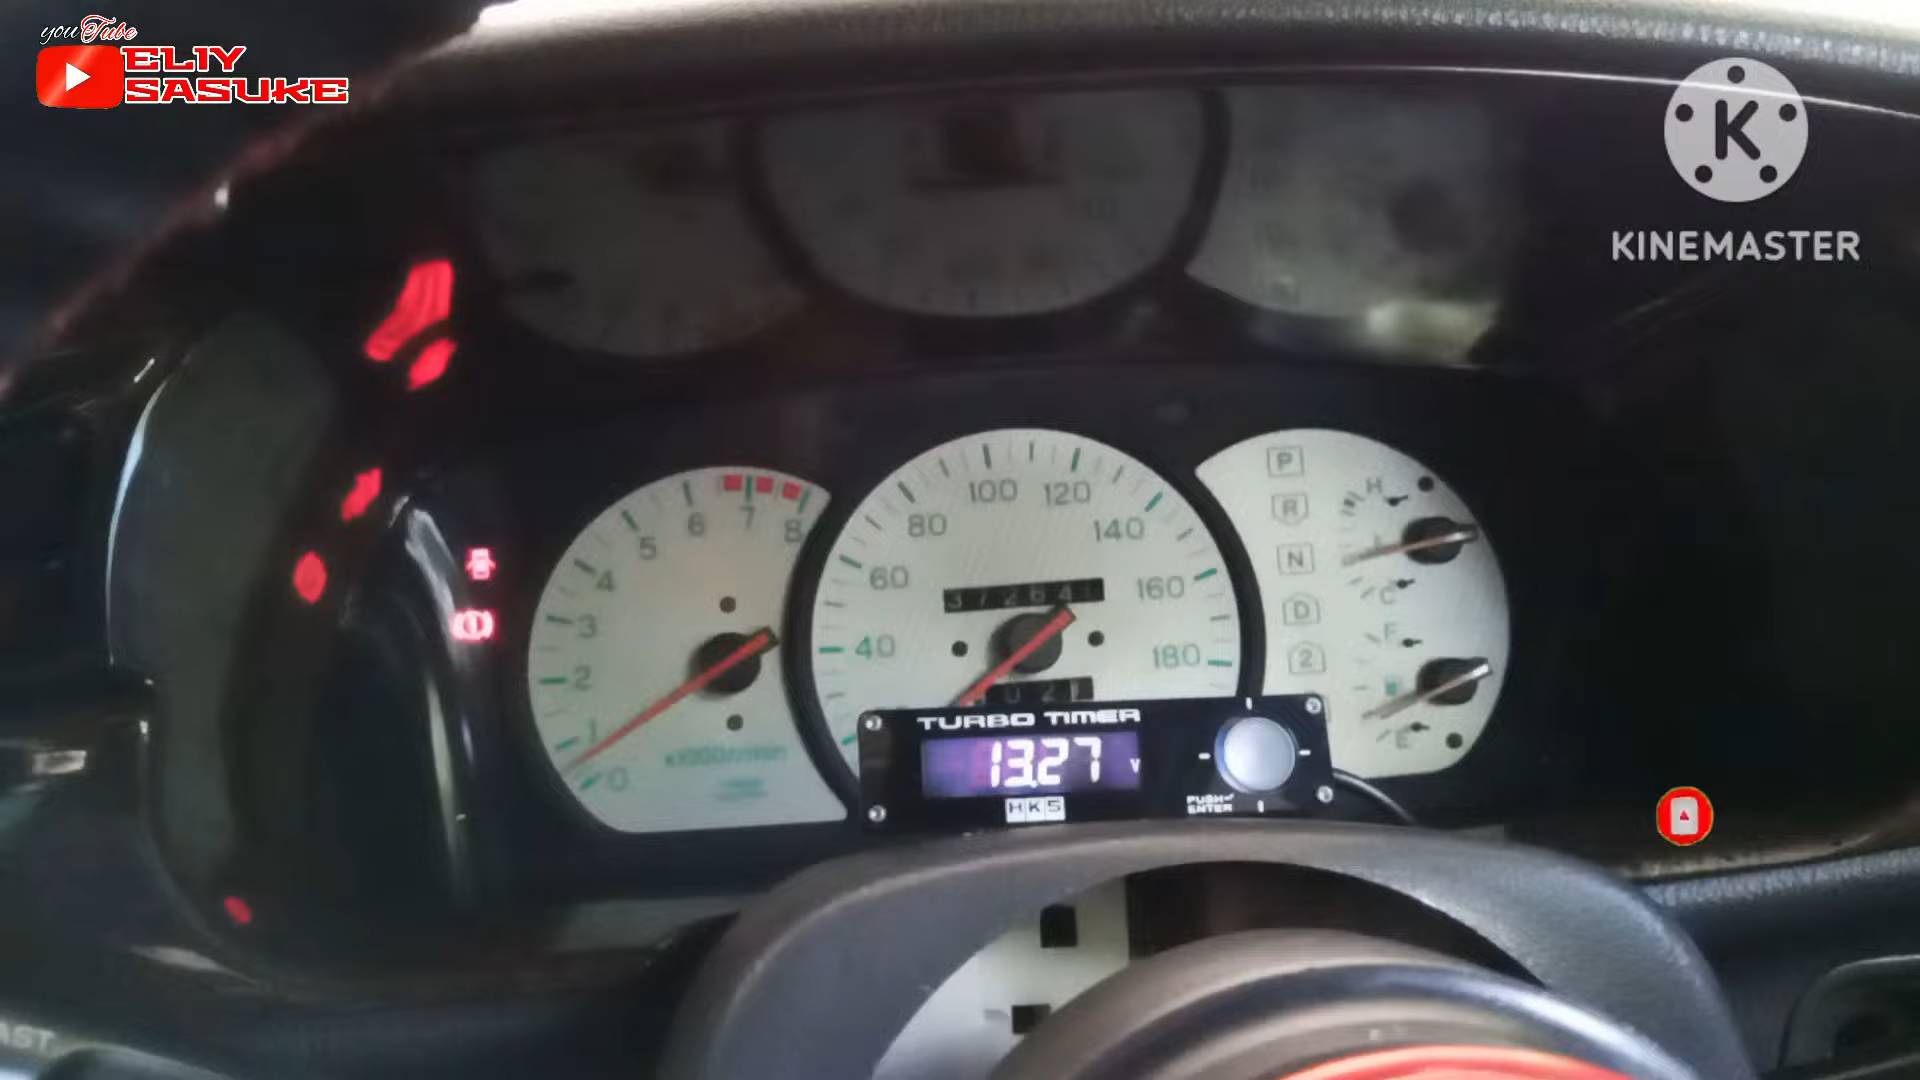 youTube
ELIY
SASUKE
K
KINEMASTER
P
R
N
D
2
H
C
F
E
0
1
2
3
4
5
6
7
8
x1000r/min
40
60
80
100
120
140
160
180
TURBO TIMER
13.27 V
HKS
PUSH
ENTER